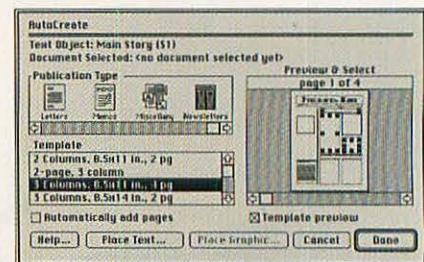 AutoCreate
Text Object: Main Story (S1)
Document Selected: <no document selected yet>
Publication Type
Letters Memos Miscellany Newsletters
Preview & Select
page 1 of 4
Template
2 Columns, 8.5x11 in., 2 pg
2-page, 3 column
3 Columns, 8.5x11 in., 1 pg
3 Columns, 8.5x14 in., 2 pg
Automatically add pages
Template preview
Help... Place Text... Place Graphic... Cancel Done